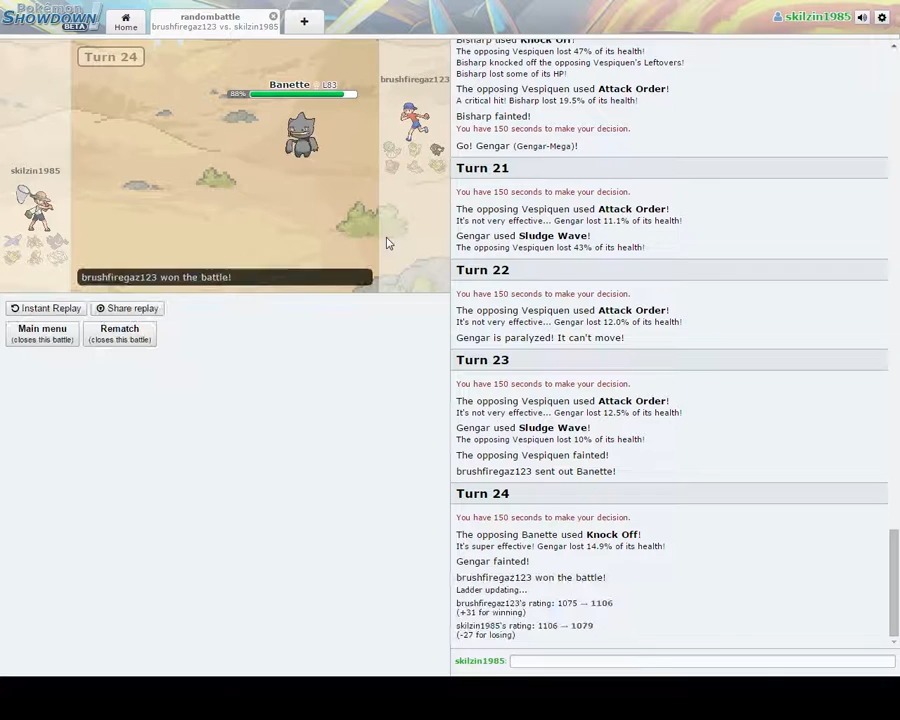 Pokémon
SHOWDOWN
BETA
Home
randombattle
brushfiregaz123 vs. skilzin1985
+
skilzin1985
Turn 24
Banette L83
88%
brushfiregaz123
skilzin1985
brushfiregaz123 won the battle!
Instant Replay
Share replay
Main menu
(closes this battle)
Rematch
(closes this battle)
Bisharp used Knock Off!
The opposing Vespiquen lost 47% of its health!
Bisharp knocked off the opposing Vespiquen's Leftovers!
Bisharp lost some of its HP!
The opposing Vespiquen used Attack Order!
A critical hit! Bisharp lost 19.5% of its health!
Bisharp fainted!
You have 150 seconds to make your decision.
Go! Gengar (Gengar-Mega)!
Turn 21
You have 150 seconds to make your decision.
The opposing Vespiquen used Attack Order!
It's not very effective... Gengar lost 11.1% of its health!
Gengar used Sludge Wave!
The opposing Vespiquen lost 43% of its health!
Turn 22
You have 150 seconds to make your decision.
The opposing Vespiquen used Attack Order!
It's not very effective... Gengar lost 12.0% of its health!
Gengar is paralyzed! It can't move!
Turn 23
You have 150 seconds to make your decision.
The opposing Vespiquen used Attack Order!
It's not very effective... Gengar lost 12.5% of its health!
Gengar used Sludge Wave!
The opposing Vespiquen lost 10% of its health!
The opposing Vespiquen fainted!
brushfiregaz123 sent out Banette!
Turn 24
You have 150 seconds to make your decision.
The opposing Banette used Knock Off!
It's super effective! Gengar lost 14.9% of its health!
Gengar fainted!
brushfiregaz123 won the battle!
Ladder updating...
brushfiregaz123's rating: 1075 → 1106
(+31 for winning)
skilzin1985's rating: 1106 → 1079
(-27 for losing)
skilzin1985: